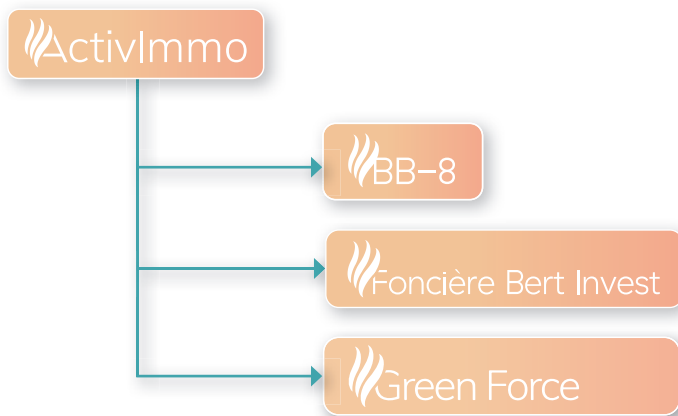 ActivImmo
BB-8
Foncière Bert Invest
Green Force